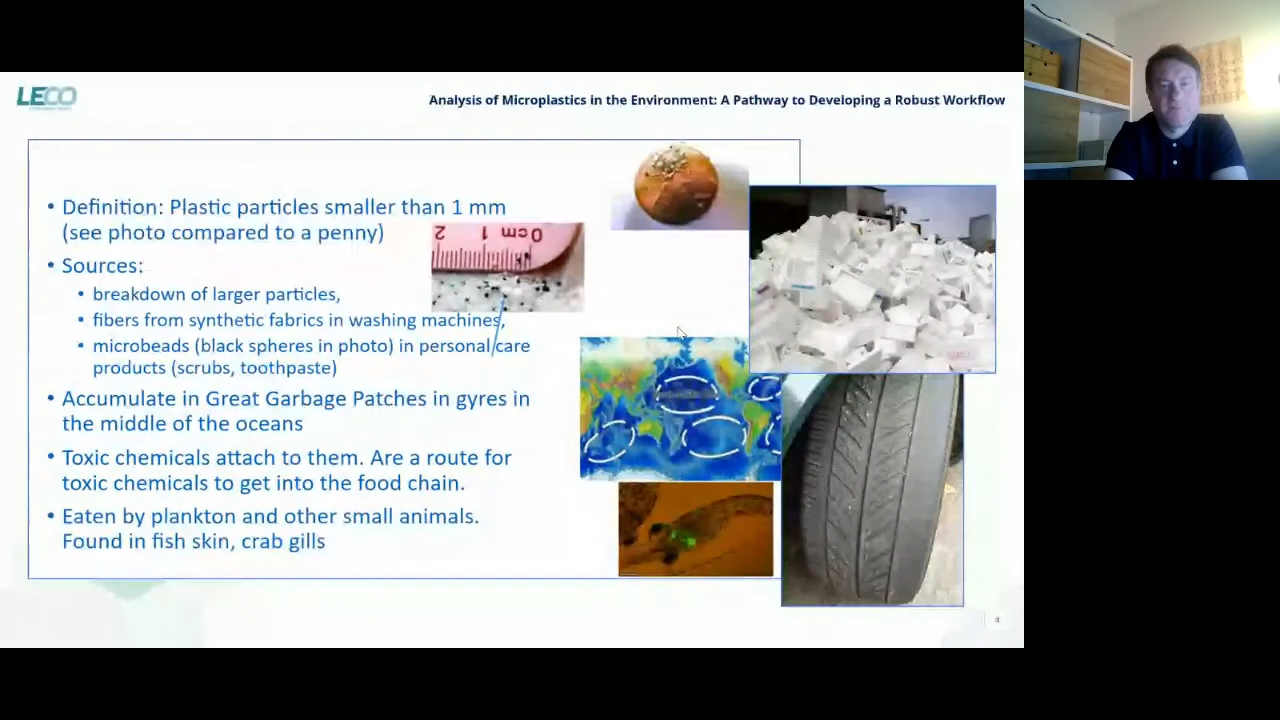 LECO
Analysis of Microplastics in the Environment: A Pathway to Developing a Robust Workflow
• Definition: Plastic particles smaller than 1 mm
(see photo compared to a penny)
2 1 0cm
• Sources:
• breakdown of larger particles,
• fibers from synthetic fabrics in washing machines,
• microbeads (black spheres in photo) in personal care
products (scrubs, toothpaste)
• Accumulate in Great Garbage Patches in gyres in
the middle of the oceans
• Toxic chemicals attach to them. Are a route for
toxic chemicals to get into the food chain.
• Eaten by plankton and other small animals.
Found in fish skin, crab gills
4